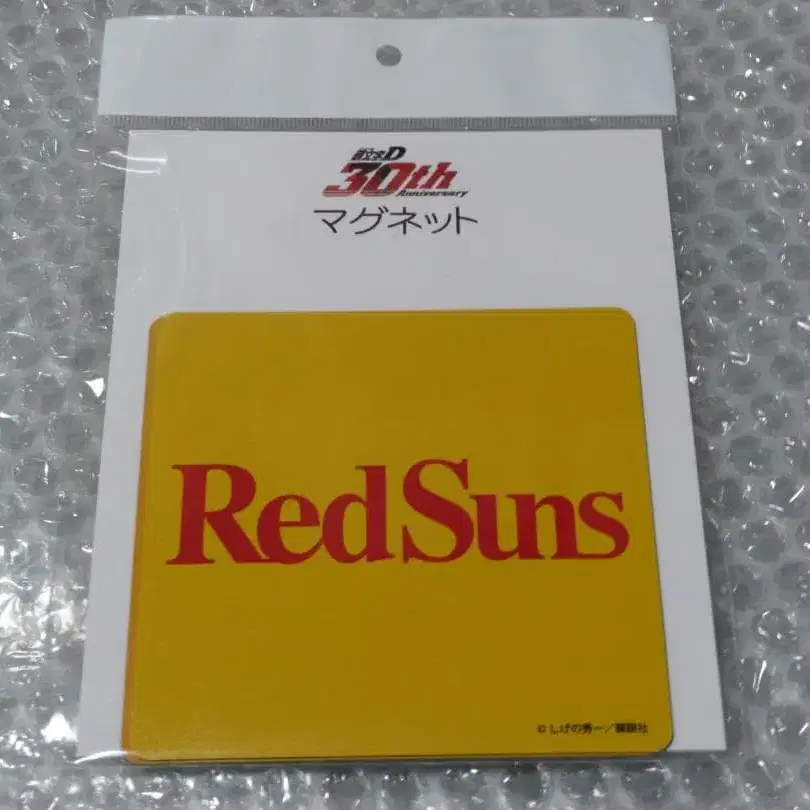 頭文字D
30th
Anniversary
マグネット
RedSuns
© しげの秀一／講談社